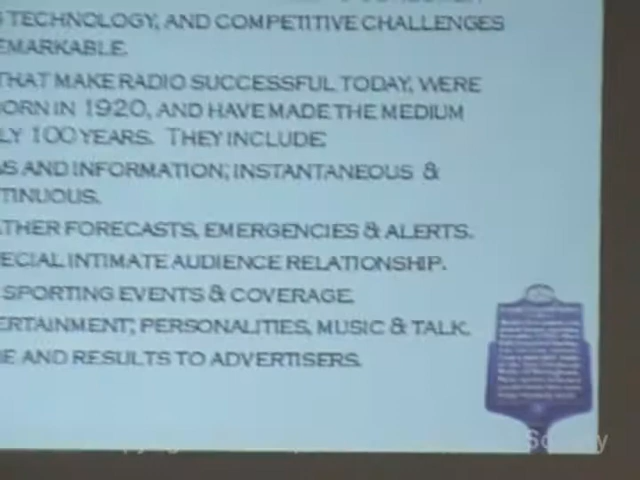 TECHNOLOGY, AND COMPETITIVE CHALLENGES
EMARKABLE.
THAT MAKE RADIO SUCCESSFUL TODAY, WERE
ORN IN 1920, AND HAVE MADE THE MEDIUM
LY 100 YEARS. THEY INCLUDE:
S AND INFORMATION; INSTANTANEOUS &
TINUOUS.
THER FORECASTS, EMERGENCIES & ALERTS.
ECIAL INTIMATE AUDIENCE RELATIONSHIP.
SPORTING EVENTS & COVERAGE.
ERTAINMENT; PERSONALITIES, MUSIC & TALK.
E AND RESULTS TO ADVERTISERS.